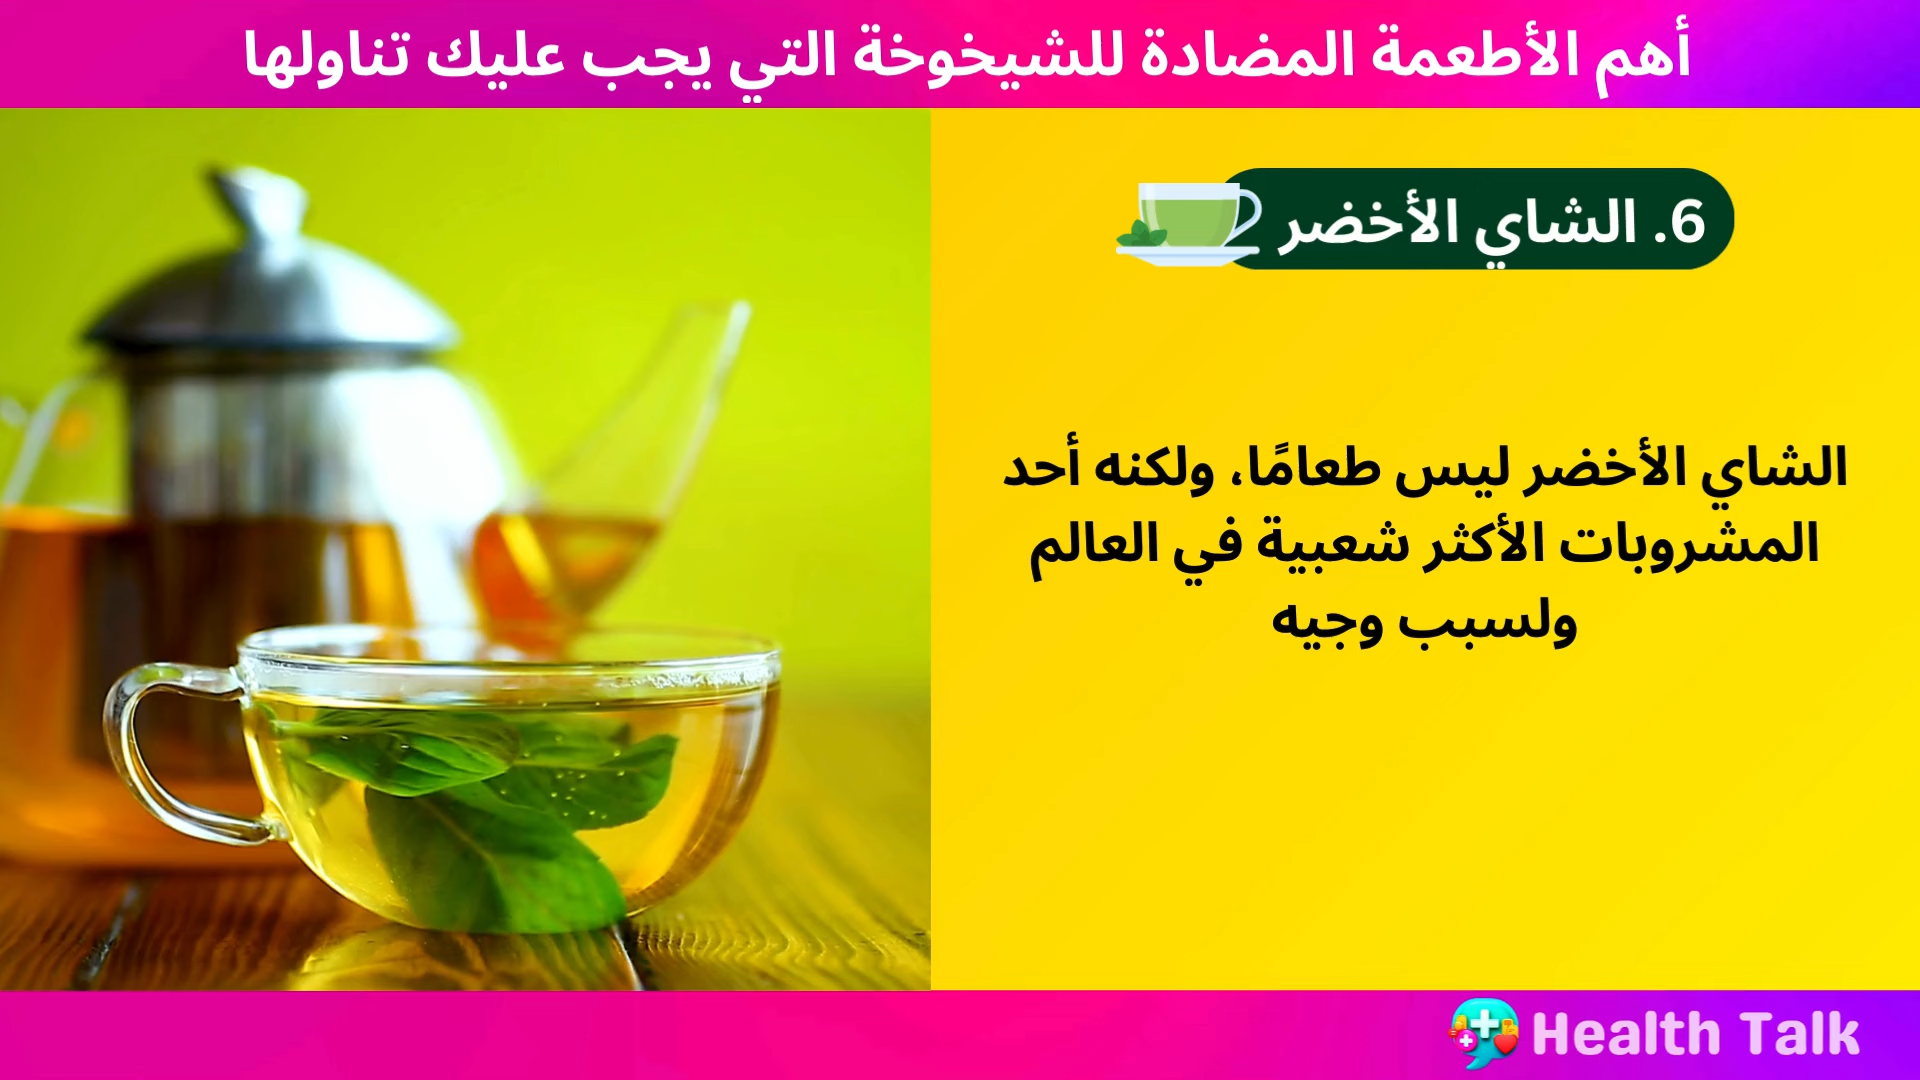 أهم الأطعمة المضادة للشيخوخة التي يجب عليك تناولها
6. الشاي الأخضر
الشاي الأخضر ليس طعامًا، ولكنه أحد
المشروبات الأكثر شعبية في العالم
ولسبب وجيه
Health Talk